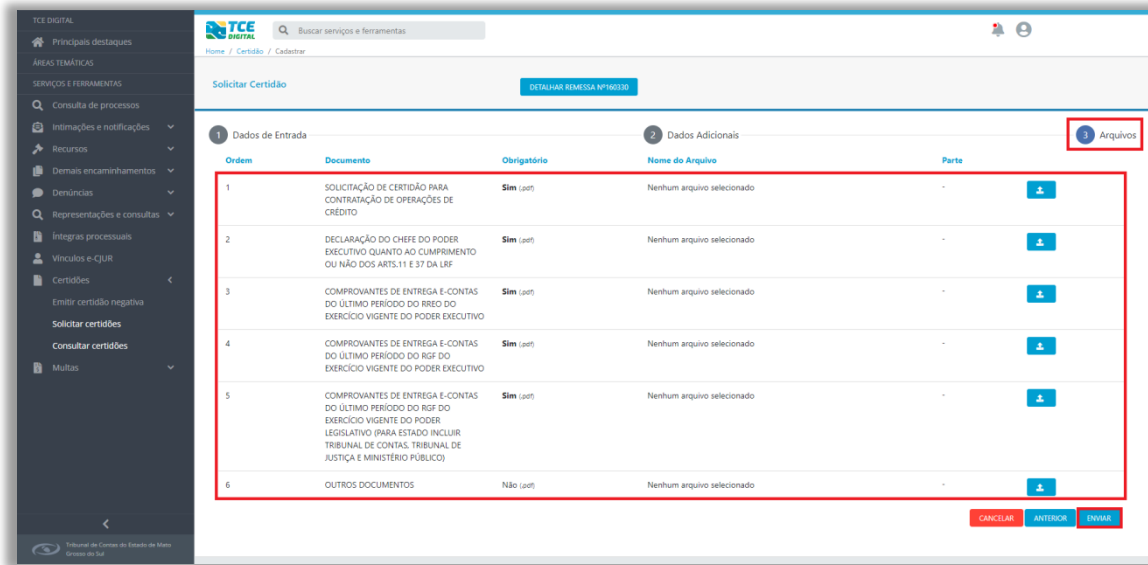 TCE DIGITAL
Principais destaques
ÁREAS TEMÁTICAS
SERVIÇOS E FERRAMENTAS
Consulta de processos
Intimações e notificações
Recursos
Demais encaminhamentos
Denúncias
Representações e consultas
Íntegras processuais
Vínculos e-CJUR
Certidões
Emitir certidão negativa
Solicitar certidões
Consultar certidões
Multas
Tribunal de Contas do Estado de Mato
Grosso do Sul
TCE
DIGITAL
Buscar serviços e ferramentas
Home / Certidão / Cadastrar
Solicitar Certidão
DETALHAR REMESSA Nº160330
1 Dados de Entrada
2 Dados Adicionais
3 Arquivos
Ordem Documento Obrigatório Nome do Arquivo Parte
1 SOLICITAÇÃO DE CERTIDÃO PARA Sim (.pdf) Nenhum arquivo selecionado -
CONTRATAÇÃO DE OPERAÇÕES DE
CRÉDITO
2 DECLARAÇÃO DO CHEFE DO PODER Sim (.pdf) Nenhum arquivo selecionado -
EXECUTIVO QUANTO AO CUMPRIMENTO
OU NÃO DOS ARTS.11 E 37 DA LRF
3 COMPROVANTES DE ENTREGA E-CONTAS Sim (.pdf) Nenhum arquivo selecionado -
DO ÚLTIMO PERÍODO DO RREO DO
EXERCÍCIO VIGENTE DO PODER EXECUTIVO
4 COMPROVANTES DE ENTREGA E-CONTAS Sim (.pdf) Nenhum arquivo selecionado -
DO ÚLTIMO PERÍODO DO RGF DO
EXERCÍCIO VIGENTE DO PODER EXECUTIVO
5 COMPROVANTES DE ENTREGA E-CONTAS Sim (.pdf) Nenhum arquivo selecionado -
DO ÚLTIMO PERÍODO DO RGF DO
EXERCÍCIO VIGENTE DO PODER
LEGISLATIVO (PARA ESTADO INCLUIR
TRIBUNAL DE CONTAS, TRIBUNAL DE
JUSTIÇA E MINISTÉRIO PÚBLICO)
6 OUTROS DOCUMENTOS Não (.pdf) Nenhum arquivo selecionado -
CANCELAR ANTERIOR ENVIAR